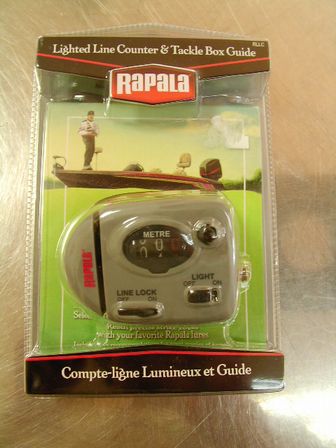 RLLC
Lighted Line Counter & Tackle Box Guide
RAPALA
METRE
RAPALA
LIGHT
OFF ON
LINE LOCK
OFF ON
with your favorite Rapala lures
Compte-ligne Lumineux et Guide